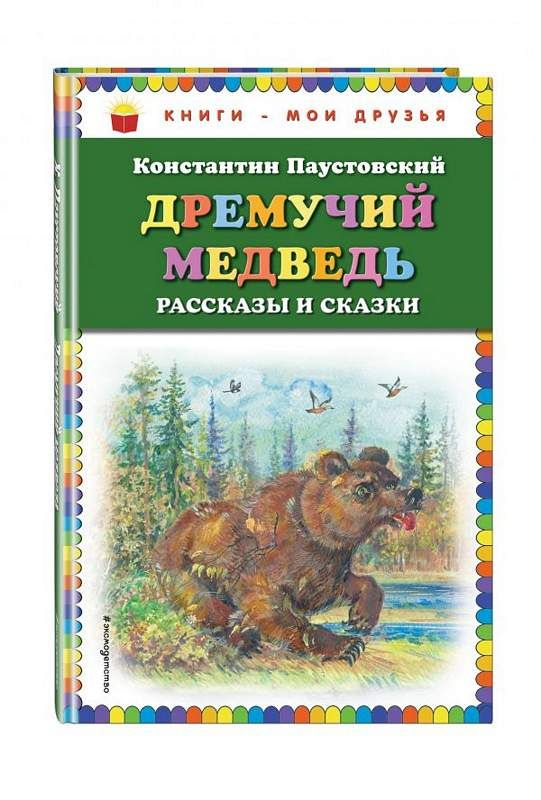 КНИГИ - МОИ ДРУЗЬЯ
Константин Паустовский
ДРЕМУЧИЙ
МЕДВЕДЬ
РАССКАЗЫ И СКАЗКИ
#эксмодетство